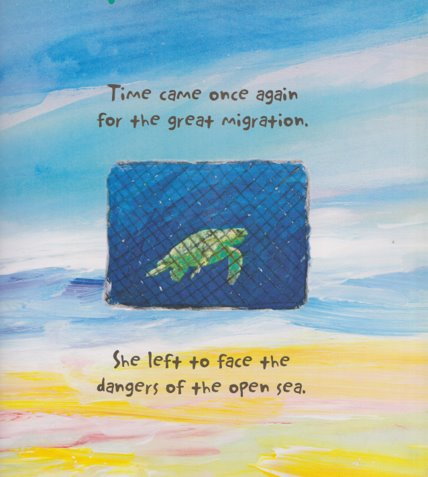 Time came once again
for the great migration.
She left to face the
dangers of the open sea.